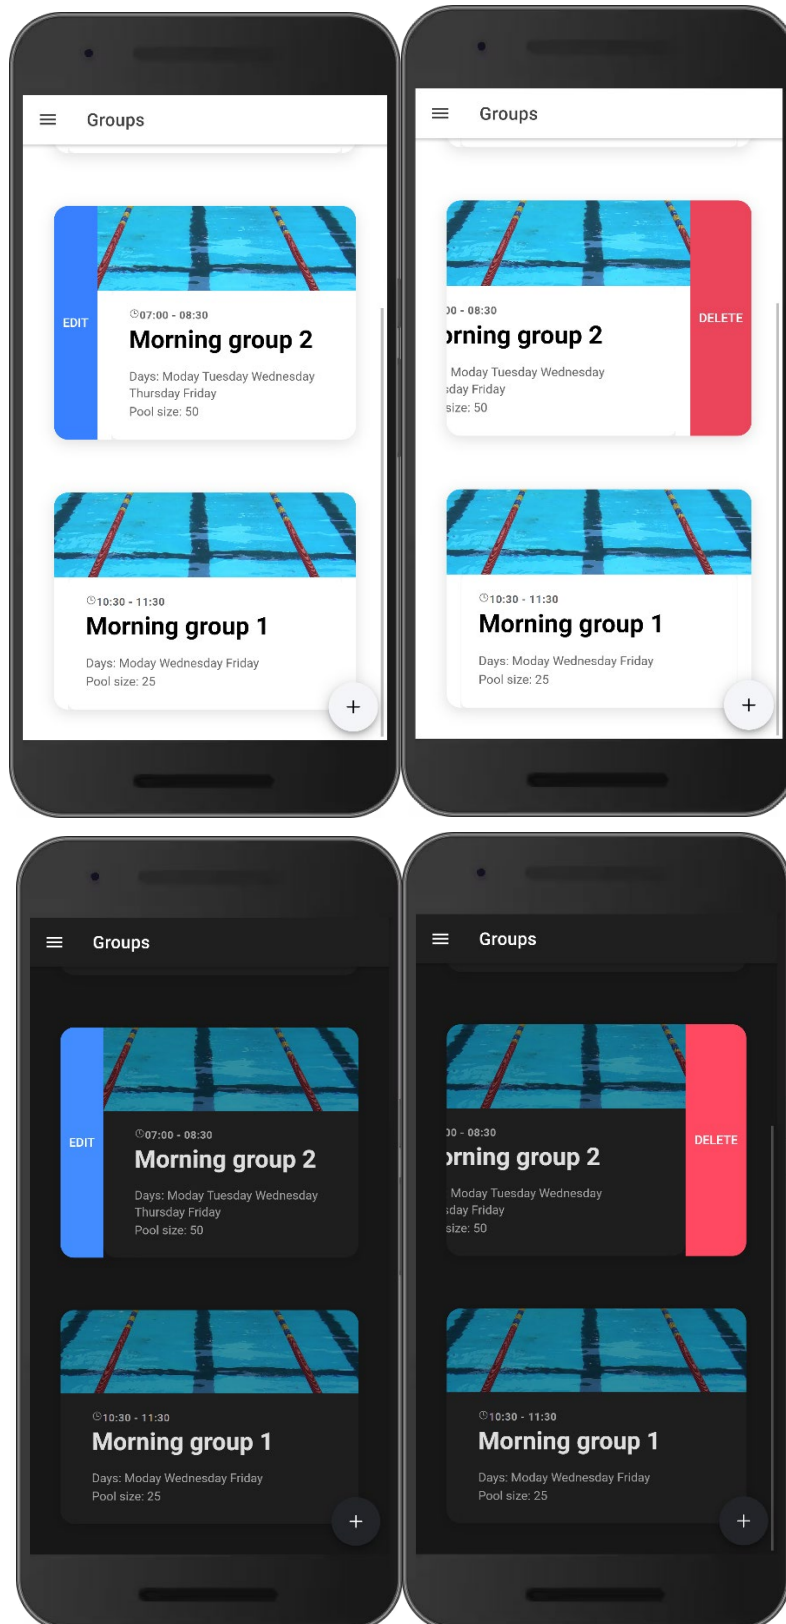 Groups
EDIT
07:00 - 08:30
Morning group 2
Days: Moday Tuesday Wednesday
Thursday Friday
Pool size: 50
10:30 - 11:30
Morning group 1
Days: Moday Wednesday Friday
Pool size: 25
+
Groups
00 - 08:30
orning group 2
Moday Tuesday Wednesday
sday Friday
size: 50
DELETE
10:30 - 11:30
Morning group 1
Days: Moday Wednesday Friday
Pool size: 25
+
Groups
EDIT
07:00 - 08:30
Morning group 2
Days: Moday Tuesday Wednesday
Thursday Friday
Pool size: 50
10:30 - 11:30
Morning group 1
Days: Moday Wednesday Friday
Pool size: 25
+
Groups
00 - 08:30
orning group 2
Moday Tuesday Wednesday
sday Friday
size: 50
DELETE
10:30 - 11:30
Morning group 1
Days: Moday Wednesday Friday
Pool size: 25
+